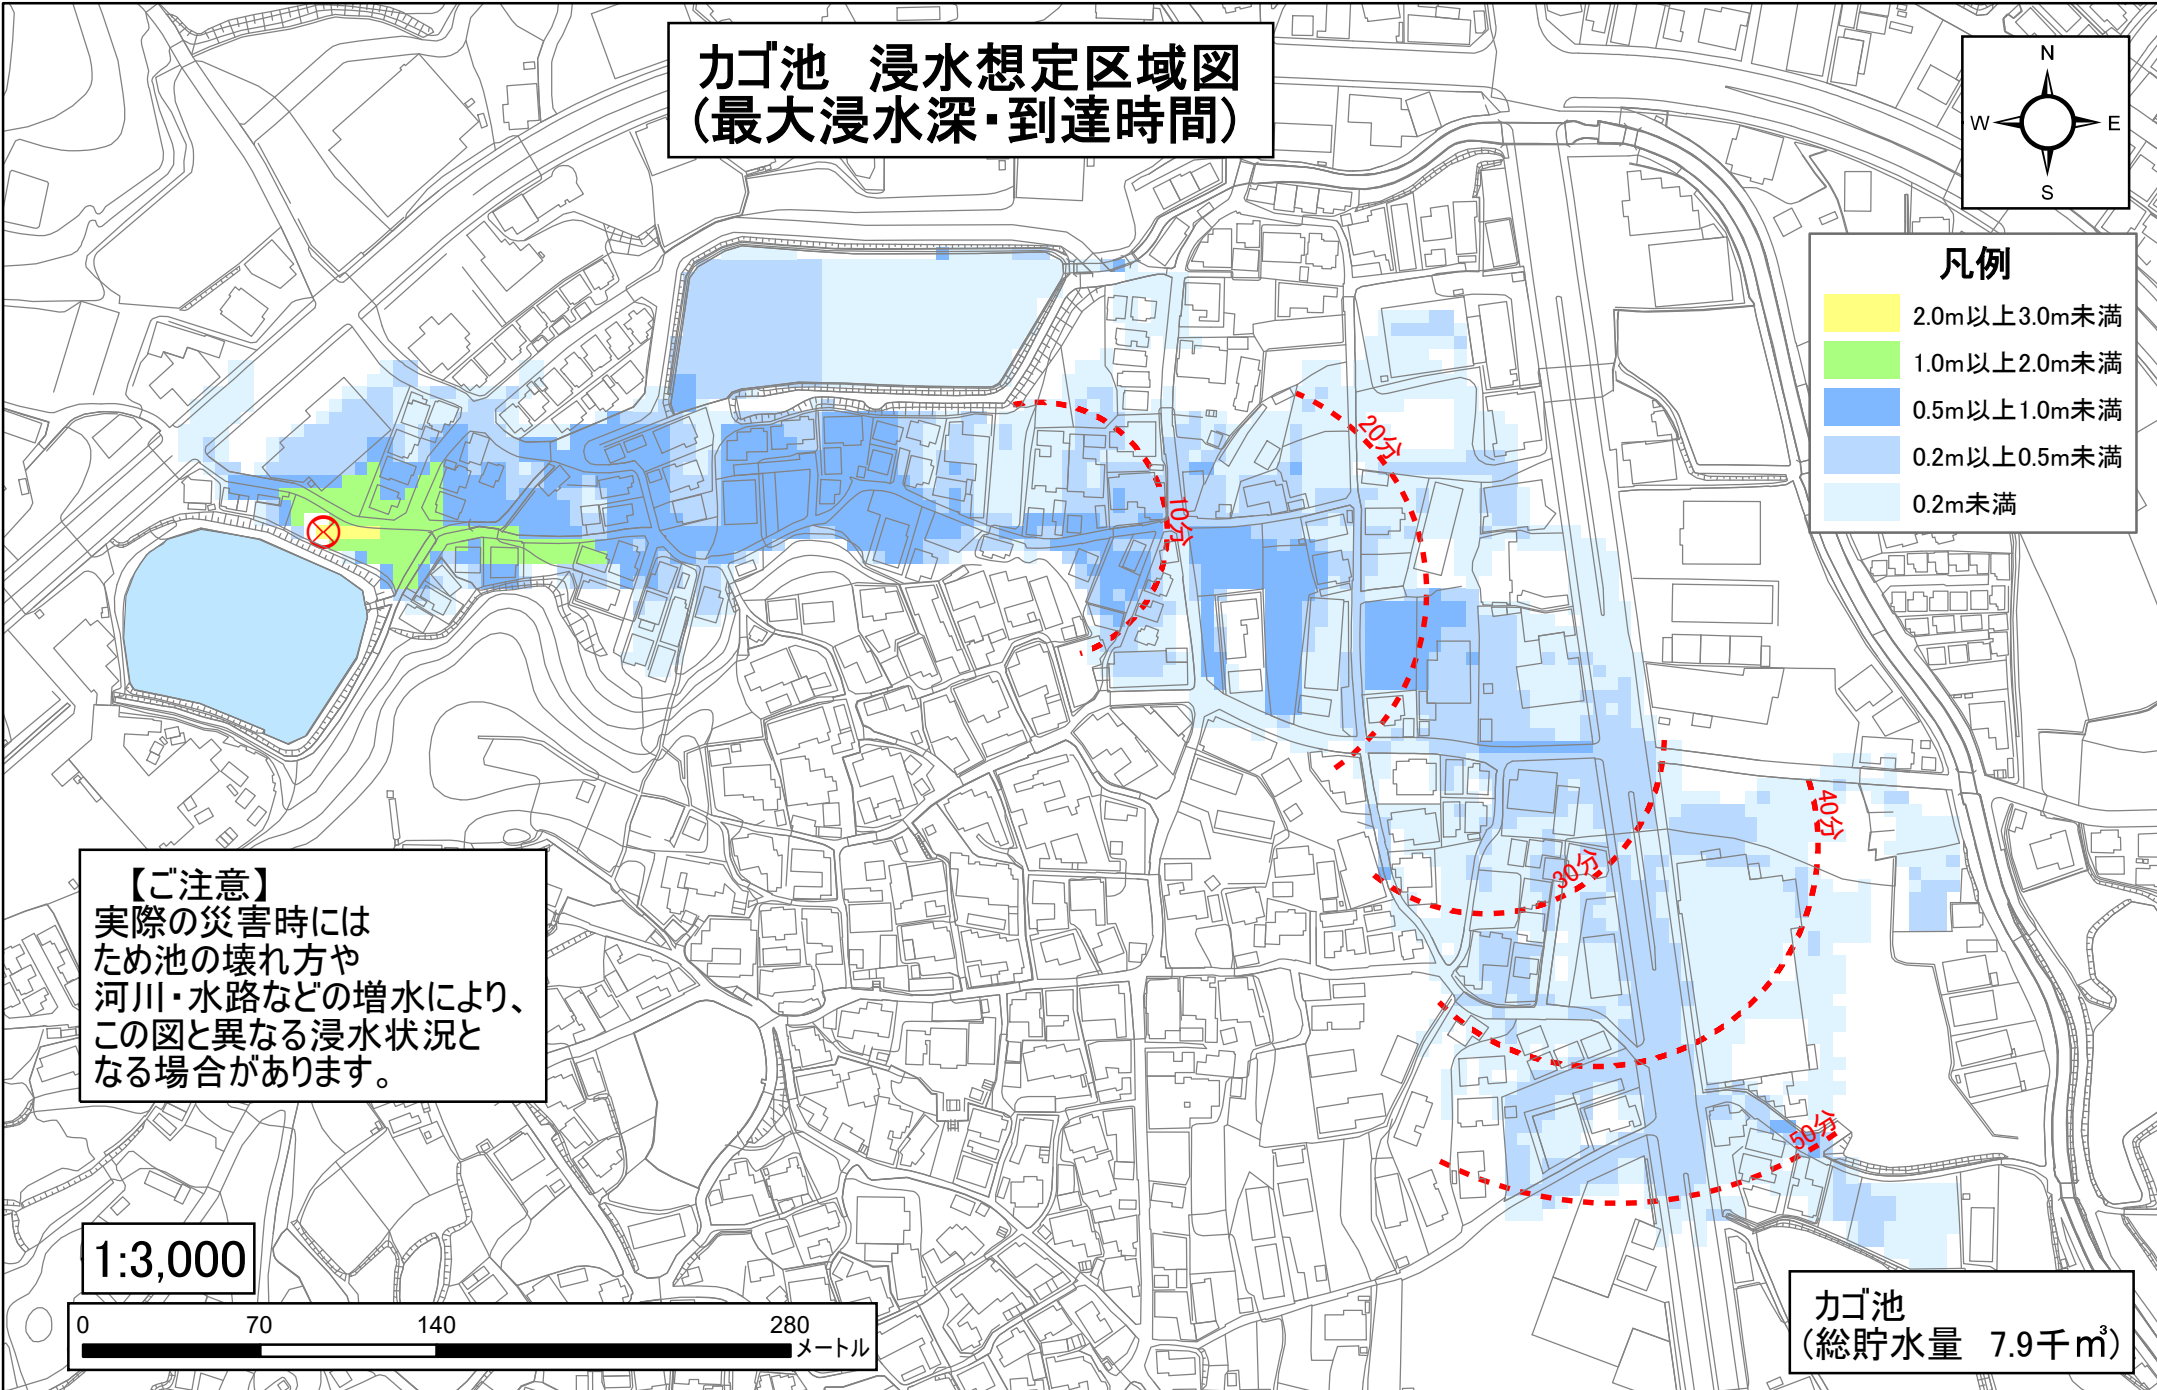 カゴ池　浸水想定区域図
(最大浸水深・到達時間)
N
W
E
S
凡例
2.0m以上3.0m未満
1.0m以上2.0m未満
0.5m以上1.0m未満
0.2m以上0.5m未満
0.2m未満
20分
10分
40分
30分
50分
【ご注意】
実際の災害時には
ため池の壊れ方や
河川・水路などの増水により、
この図と異なる浸水状況と
なる場合があります。
1:3,000
0 70 140 280
メートル
カゴ池
(総貯水量　7.9千㎥)